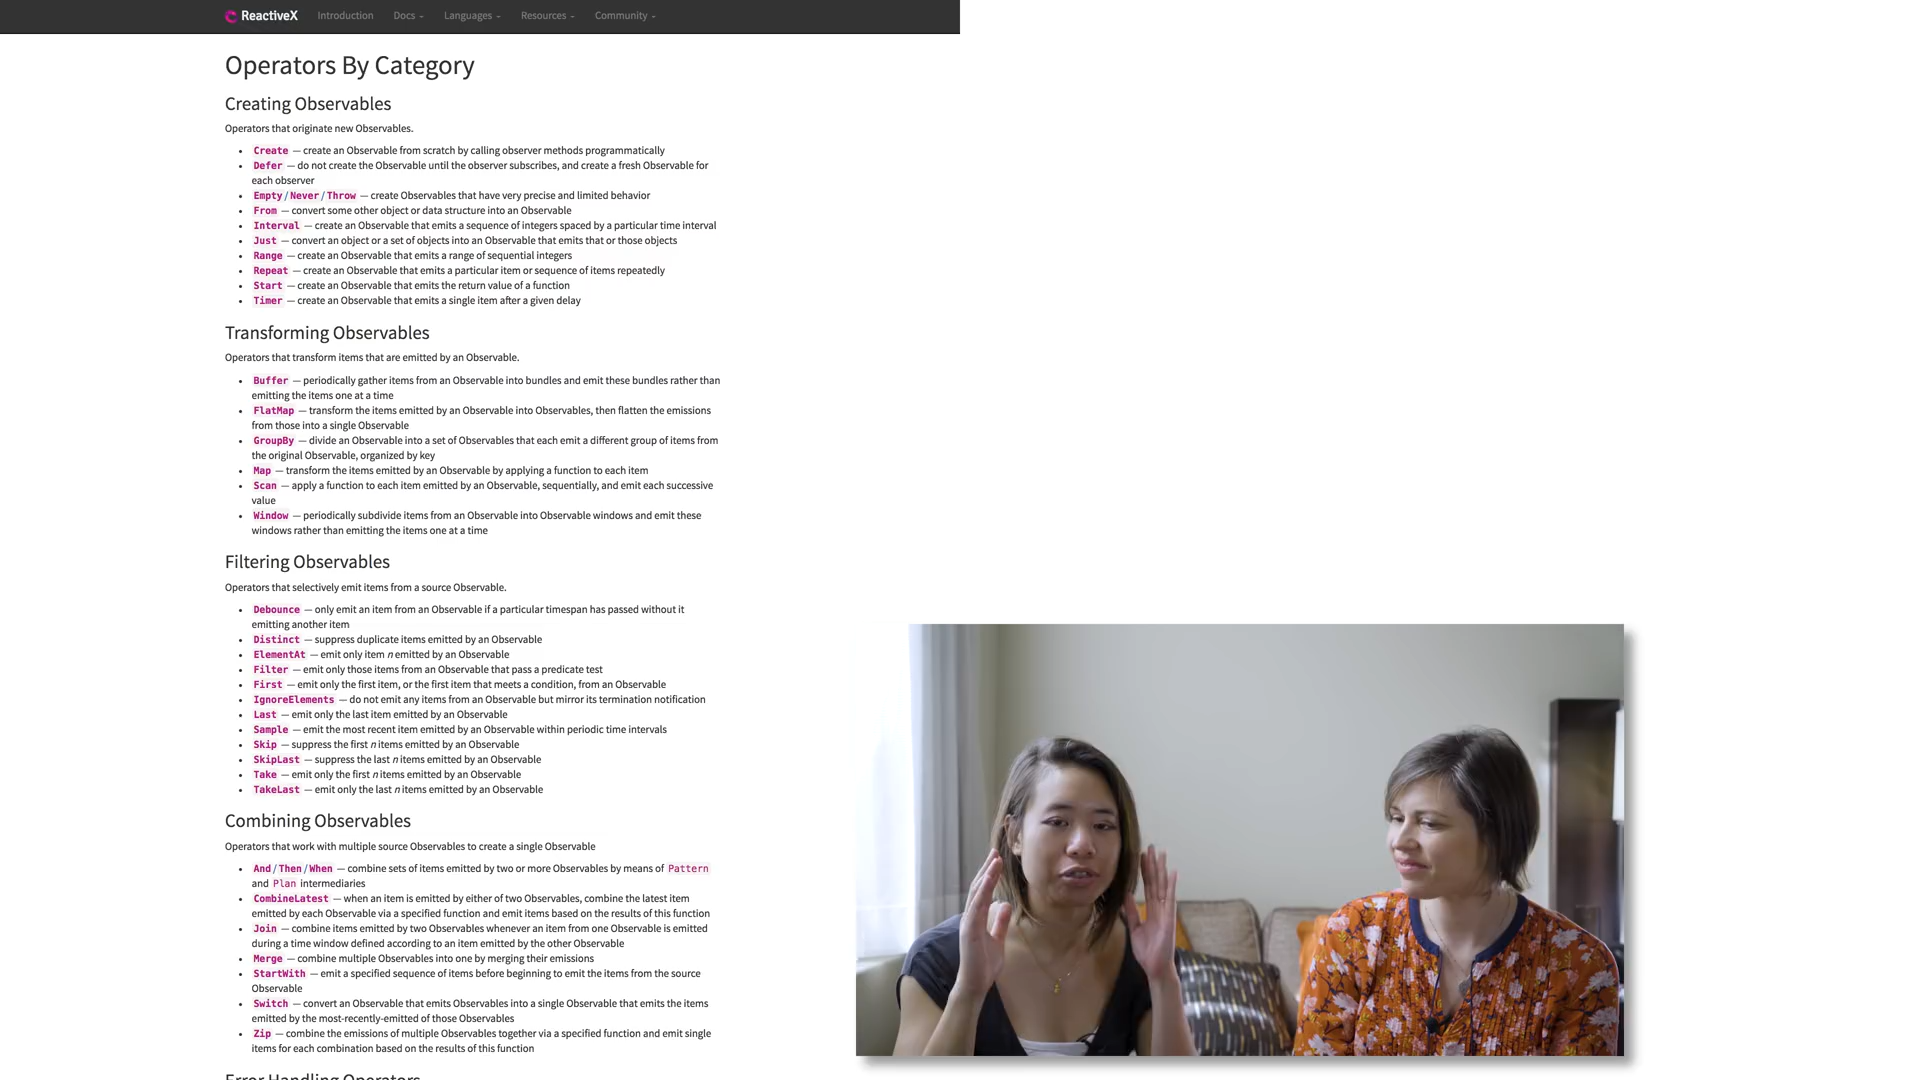 ReactiveX Introduction Docs Languages Resources Community
Operators By Category
Creating Observables
Operators that originate new Observables.
Create — create an Observable from scratch by calling observer methods programmatically
Defer — do not create the Observable until the observer subscribes, and create a fresh Observable for
each observer
Empty/Never/Throw — create Observables that have very precise and limited behavior
From — convert some other object or data structure into an Observable
Interval — create an Observable that emits a sequence of integers spaced by a particular time interval
Just — convert an object or a set of objects into an Observable that emits that or those objects
Range — create an Observable that emits a range of sequential integers
Repeat — create an Observable that emits a particular item or sequence of items repeatedly
Start — create an Observable that emits the return value of a function
Timer — create an Observable that emits a single item after a given delay
Transforming Observables
Operators that transform items that are emitted by an Observable.
Buffer — periodically gather items from an Observable into bundles and emit these bundles rather than
emitting the items one at a time
FlatMap — transform the items emitted by an Observable into Observables, then flatten the emissions
from those into a single Observable
GroupBy — divide an Observable into a set of Observables that each emit a different group of items from
the original Observable, organized by key
Map — transform the items emitted by an Observable by applying a function to each item
Scan — apply a function to each item emitted by an Observable, sequentially, and emit each successive
value
Window — periodically subdivide items from an Observable into Observable windows and emit these
windows rather than emitting the items one at a time
Filtering Observables
Operators that selectively emit items from a source Observable.
Debounce — only emit an item from an Observable if a particular timespan has passed without it
emitting another item
Distinct — suppress duplicate items emitted by an Observable
ElementAt — emit only item n emitted by an Observable
Filter — emit only those items from an Observable that pass a predicate test
First — emit only the first item, or the first item that meets a condition, from an Observable
IgnoreElements — do not emit any items from an Observable but mirror its termination notification
Last — emit only the last item emitted by an Observable
Sample — emit the most recent item emitted by an Observable within periodic time intervals
Skip — suppress the first n items emitted by an Observable
SkipLast — suppress the last n items emitted by an Observable
Take — emit only the first n items emitted by an Observable
TakeLast — emit only the last n items emitted by an Observable
Combining Observables
Operators that work with multiple source Observables to create a single Observable
And/Then/When — combine sets of items emitted by two or more Observables by means of Pattern
and Plan intermediaries
CombineLatest — when an item is emitted by either of two Observables, combine the latest item
emitted by each Observable via a specified function and emit items based on the results of this function
Join — combine items emitted by two Observables whenever an item from one Observable is emitted
during a time window defined according to an item emitted by the other Observable
Merge — combine multiple Observables into one by merging their emissions
StartWith — emit a specified sequence of items before beginning to emit the items from the source
Observable
Switch — convert an Observable that emits Observables into a single Observable that emits the items
emitted by the most-recently-emitted of those Observables
Zip — combine the emissions of multiple Observables together via a specified function and emit single
items for each combination based on the results of this function
Error Handling Operators